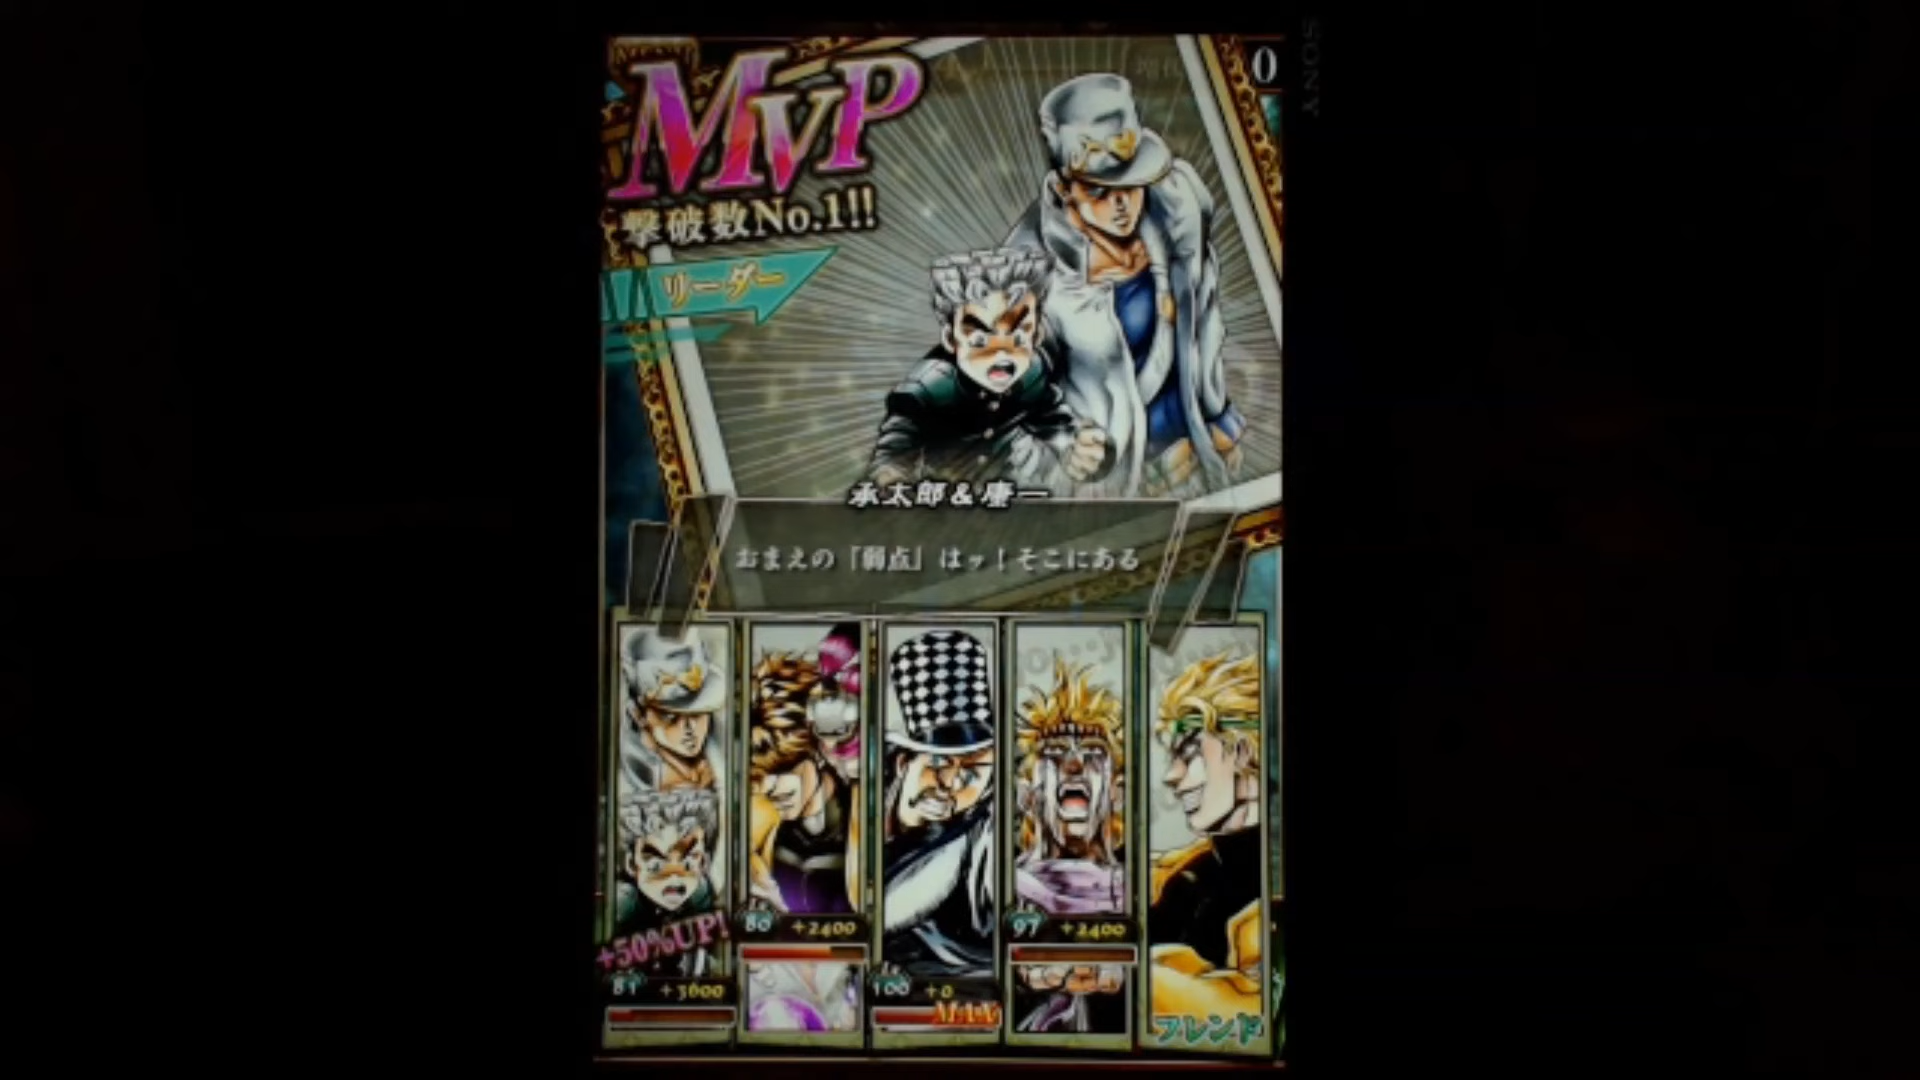 MVP
0
SONY
撃破数No.1!!
リーダー
承太郎＆康一
おまえの「弱点」はッ！そこにある
+50%UP!
80 +2400
97 +2400
81 +3600
100 +0
MAX
フレンド